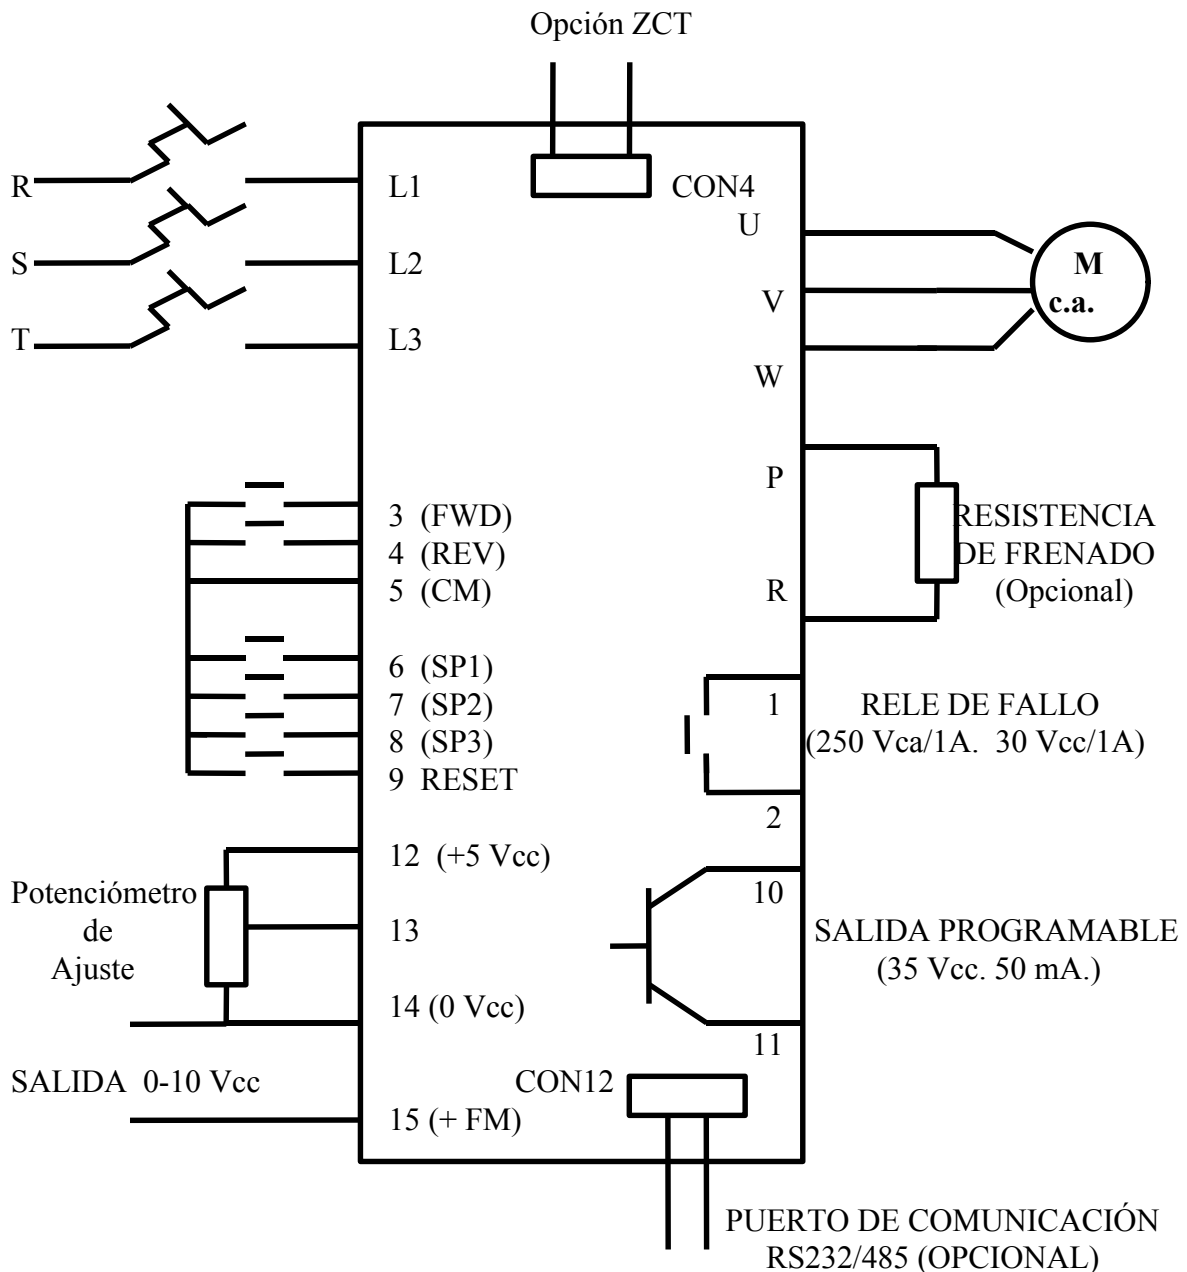 Opción ZCT
R
L1
CON4
U
S
L2
V
M
c.a.
T
L3
W
P
3 (FWD)
4 (REV)
5 (CM)
R
RESISTENCIA
DE FRENADO
(Opcional)
6 (SP1)
7 (SP2)
8 (SP3)
9 RESET
1
2
RELE DE FALLO
(250 Vca/1A. 30 Vcc/1A)
12 (+5 Vcc)
Potenciómetro
de
Ajuste
13
14 (0 Vcc)
10
11
SALIDA PROGRAMABLE
(35 Vcc. 50 mA.)
SALIDA 0-10 Vcc
15 (+ FM)
CON12
PUERTO DE COMUNICACIÓN
RS232/485 (OPCIONAL)